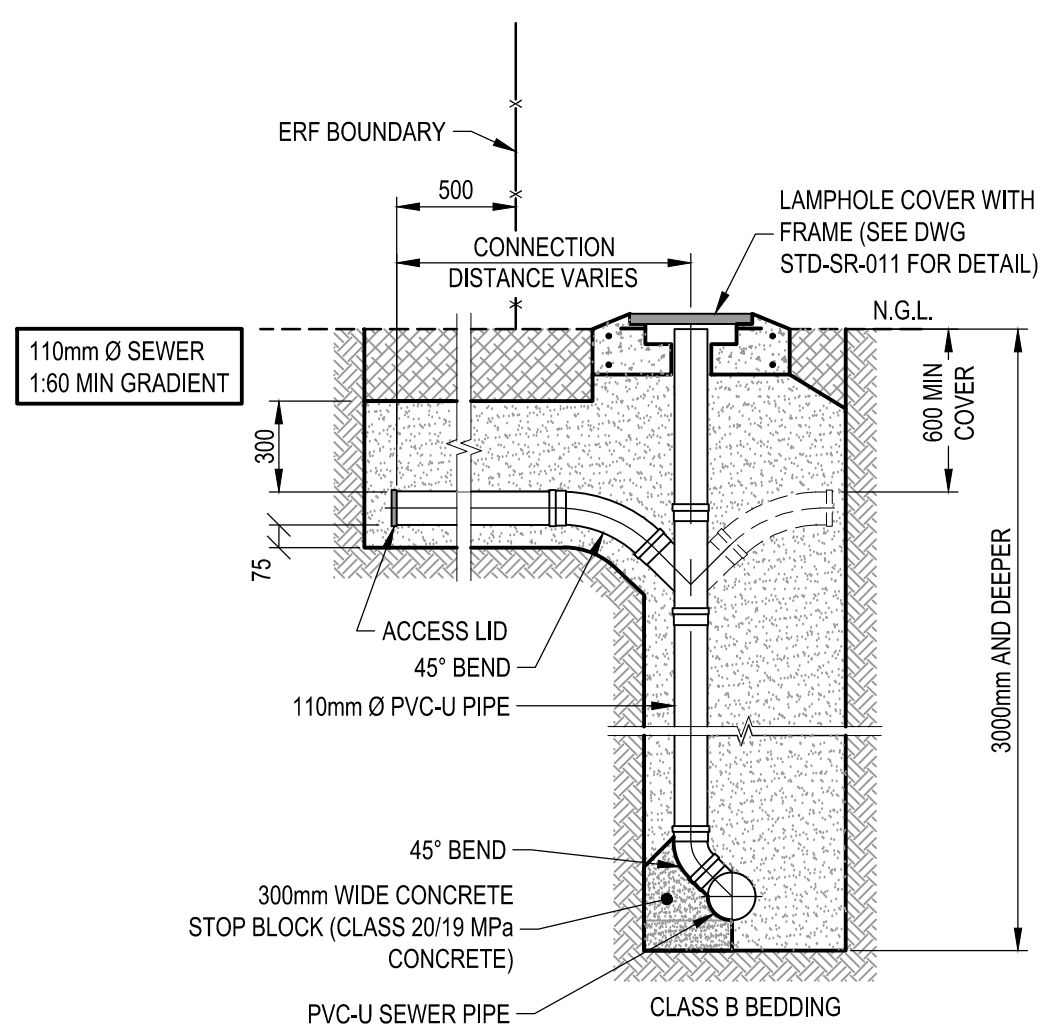 ERF BOUNDARY
500
LAMPHOLE COVER WITH
FRAME (SEE DWG
STD-SR-011 FOR DETAIL)
CONNECTION
DISTANCE VARIES
N.G.L.
110mm Ø SEWER
1:60 MIN GRADIENT
600 MIN
COVER
300
75
3000mm AND DEEPER
ACCESS LID
45° BEND
110mm Ø PVC-U PIPE
45° BEND
300mm WIDE CONCRETE
STOP BLOCK (CLASS 20/19 MPa
CONCRETE)
PVC-U SEWER PIPE
CLASS B BEDDING